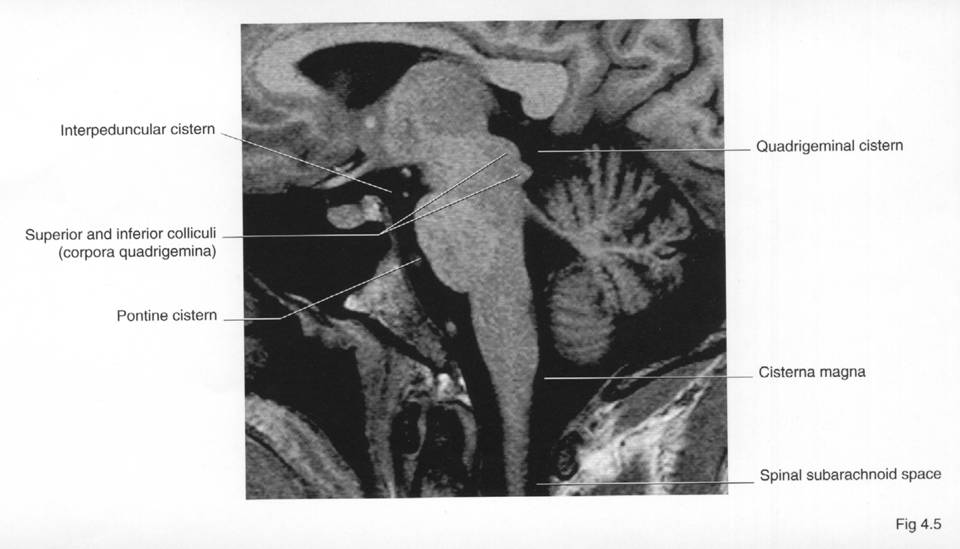 Interpeduncular cistern
Quadrigeminal cistern
Superior and inferior colliculi
(corpora quadrigemina)
Pontine cistern
Cisterna magna
Spinal subarachnoid space
Fig 4.5